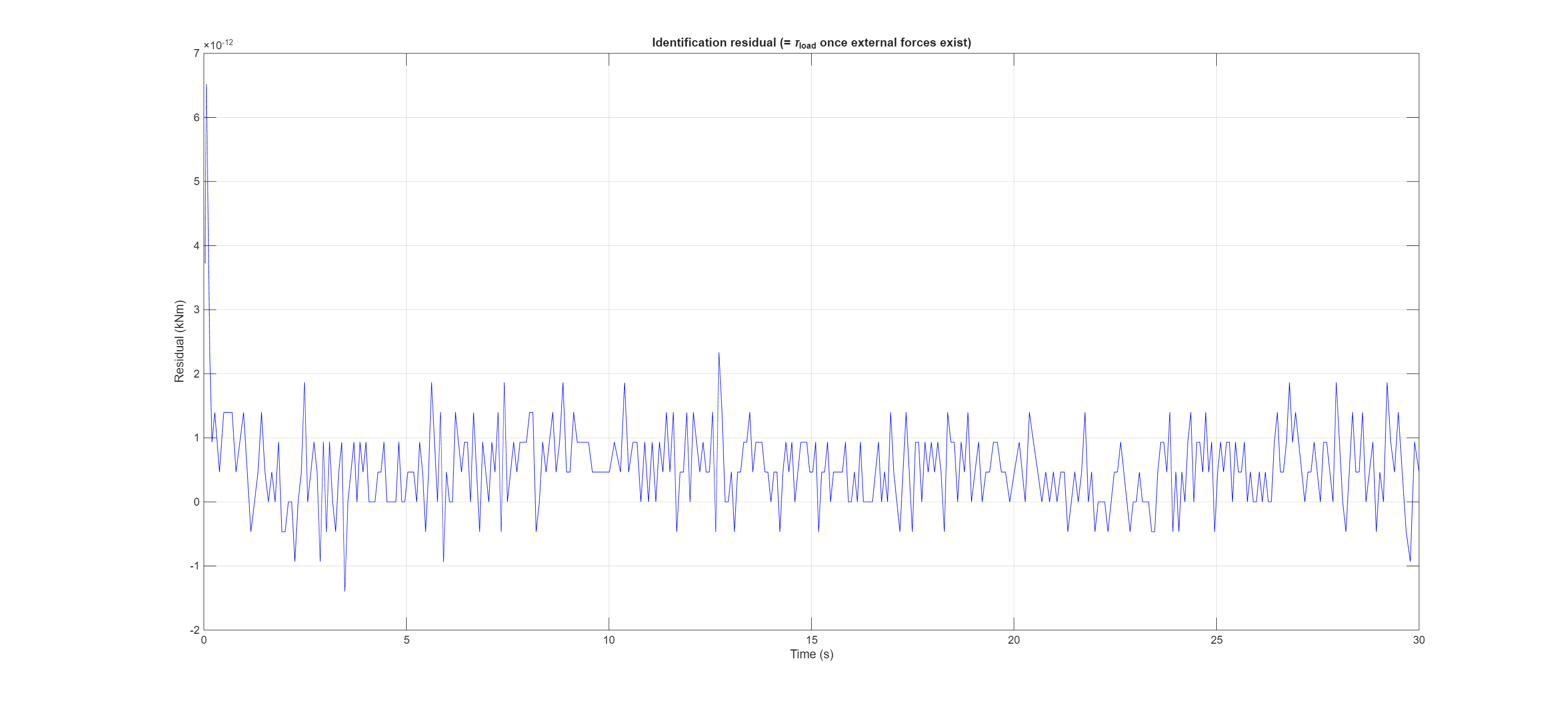 Identification residual (= τload once external forces exist)
×10-12
7
6
5
4
3
2
1
0
-1
-2
Residual (kNm)
0 5 10 15 20 25 30
Time (s)